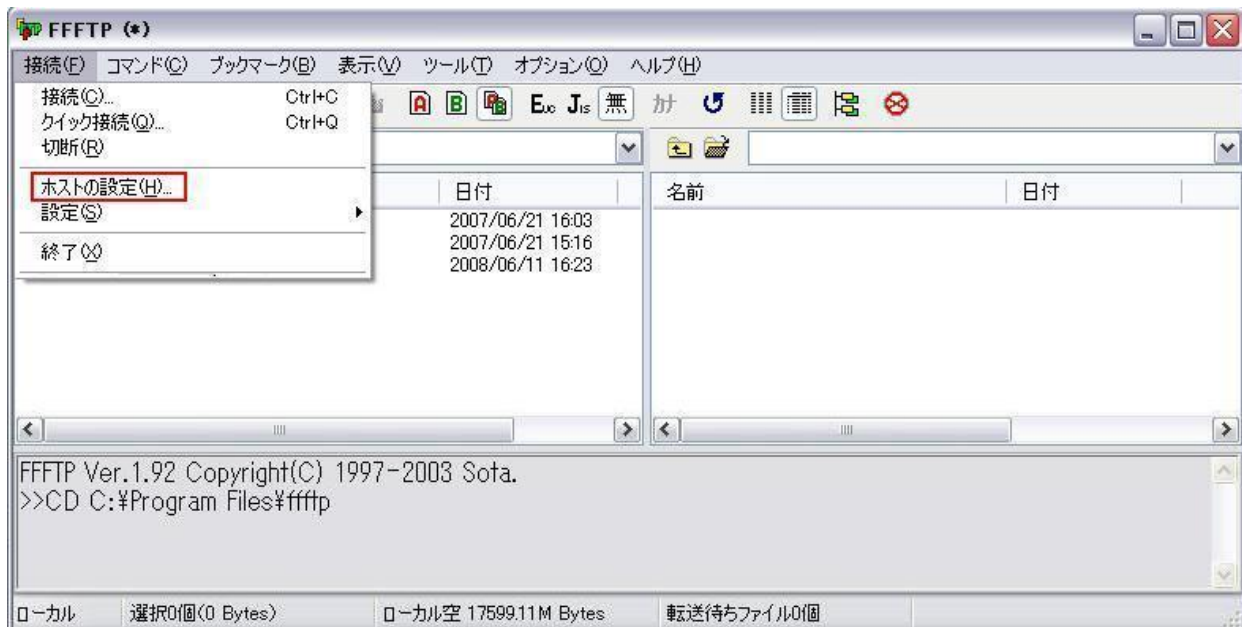 FFFTP (*)
接続(F) コマンド(C) ブックマーク(B) 表示(V) ツール(T) オプション(O) ヘルプ(H)
接続(C)... Ctrl+C
クイック接続(Q)... Ctrl+Q
切断(R)
ホストの設定(H)...
設定(S)
終了(X)
A B B Euc Jis 無 カナ
日付
2007/06/21 16:03
2007/06/21 15:16
2008/06/11 16:23
名前 日付
FFFTP Ver.1.92 Copyright(C) 1997-2003 Sota.
>>CD C:¥Program Files¥ffftp
ローカル 選択0個(0 Bytes) ローカル空 17599.11M Bytes 転送待ちファイル0個